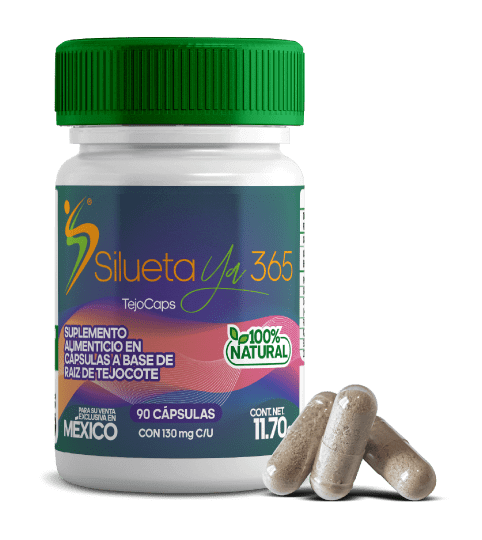 ®
Silueta Ya 365
TejoCaps
SUPLEMENTO
ALIMENTICIO EN
CÁPSULAS A BASE DE
RAIZ DE TEJOCOTE
100%
NATURAL
PARA SU VENTA
EXCLUSIVA EN
MÉXICO
90 CÁPSULAS
CON 130 mg C/U
CONT. NET.
11.70